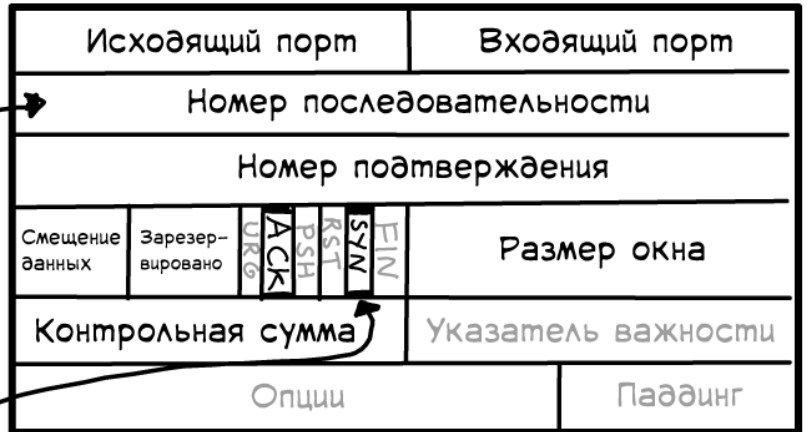 Исходящий порт
Входящий порт
Номер последовательности
Номер подтверждения
Смещение
данных
Зарезер-
вировано
URG
ACK
PSH
RST
SYN
FIN
Размер окна
Контрольная сумма
Указатель важности
Опции
Паддинг